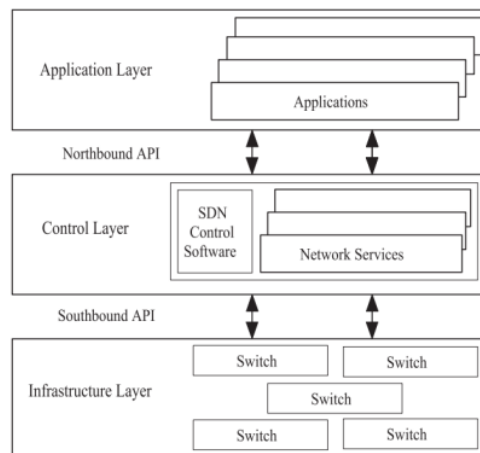 Application Layer
Applications
Northbound API
Control Layer
SDN
Control
Software
Network Services
Southbound API
Infrastructure Layer
Switch
Switch
Switch
Switch
Switch